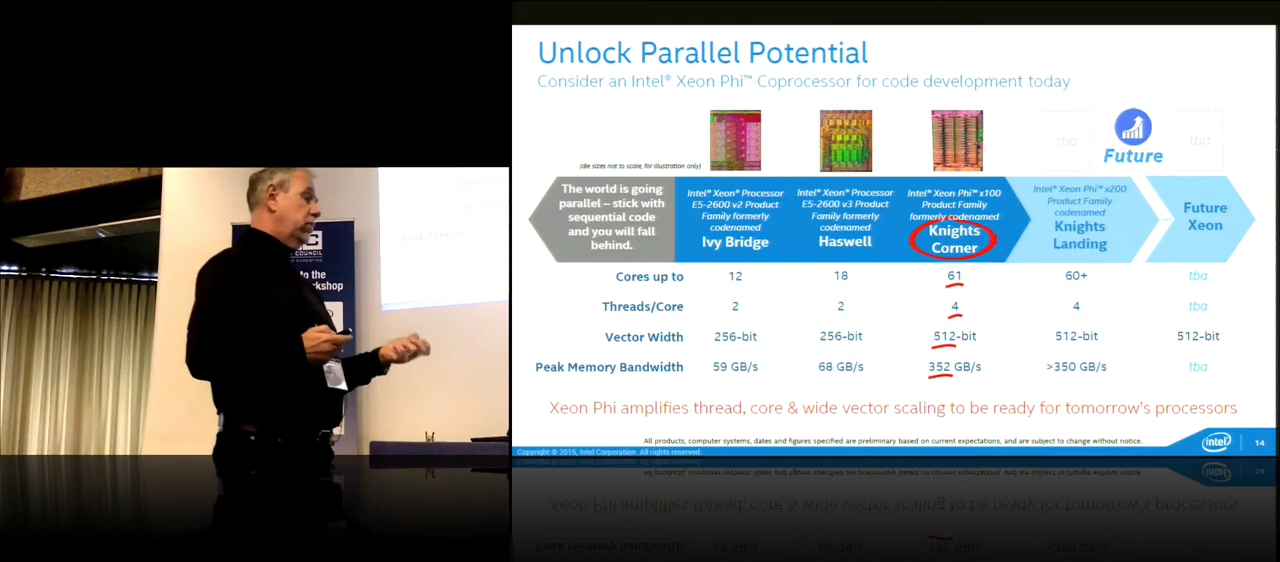 COUNCIL
to the
rkshop
Unlock Parallel Potential
Consider an Intel® Xeon Phi™ Coprocessor for code development today
(die sizes not to scale, for illustration only)
tba
Future
tba
The world is going
parallel – stick with
sequential code
and you will fall
behind.
Intel® Xeon® Processor
E5-2600 v2 Product
Family formerly
codenamed
Ivy Bridge
Intel® Xeon® Processor
E5-2600 v3 Product
Family formerly
codenamed
Haswell
Intel® Xeon Phi™ x100
Product Family
formerly codenamed
Knights
Corner
Intel® Xeon Phi™ x200
Product Family
codenamed
Knights
Landing
Future
Xeon
Cores up to 12 18 61 60+ tba
Threads/Core 2 2 4 4 tba
Vector Width 256-bit 256-bit 512-bit 512-bit 512-bit
Peak Memory Bandwidth 59 GB/s 68 GB/s 352 GB/s >350 GB/s tba
Xeon Phi amplifies thread, core & wide vector scaling to be ready for tomorrow's processors
All products, computer systems, dates and figures specified are preliminary based on current expectations, and are subject to change without notice.
Copyright © 2015, Intel Corporation. All rights reserved.
intel
14